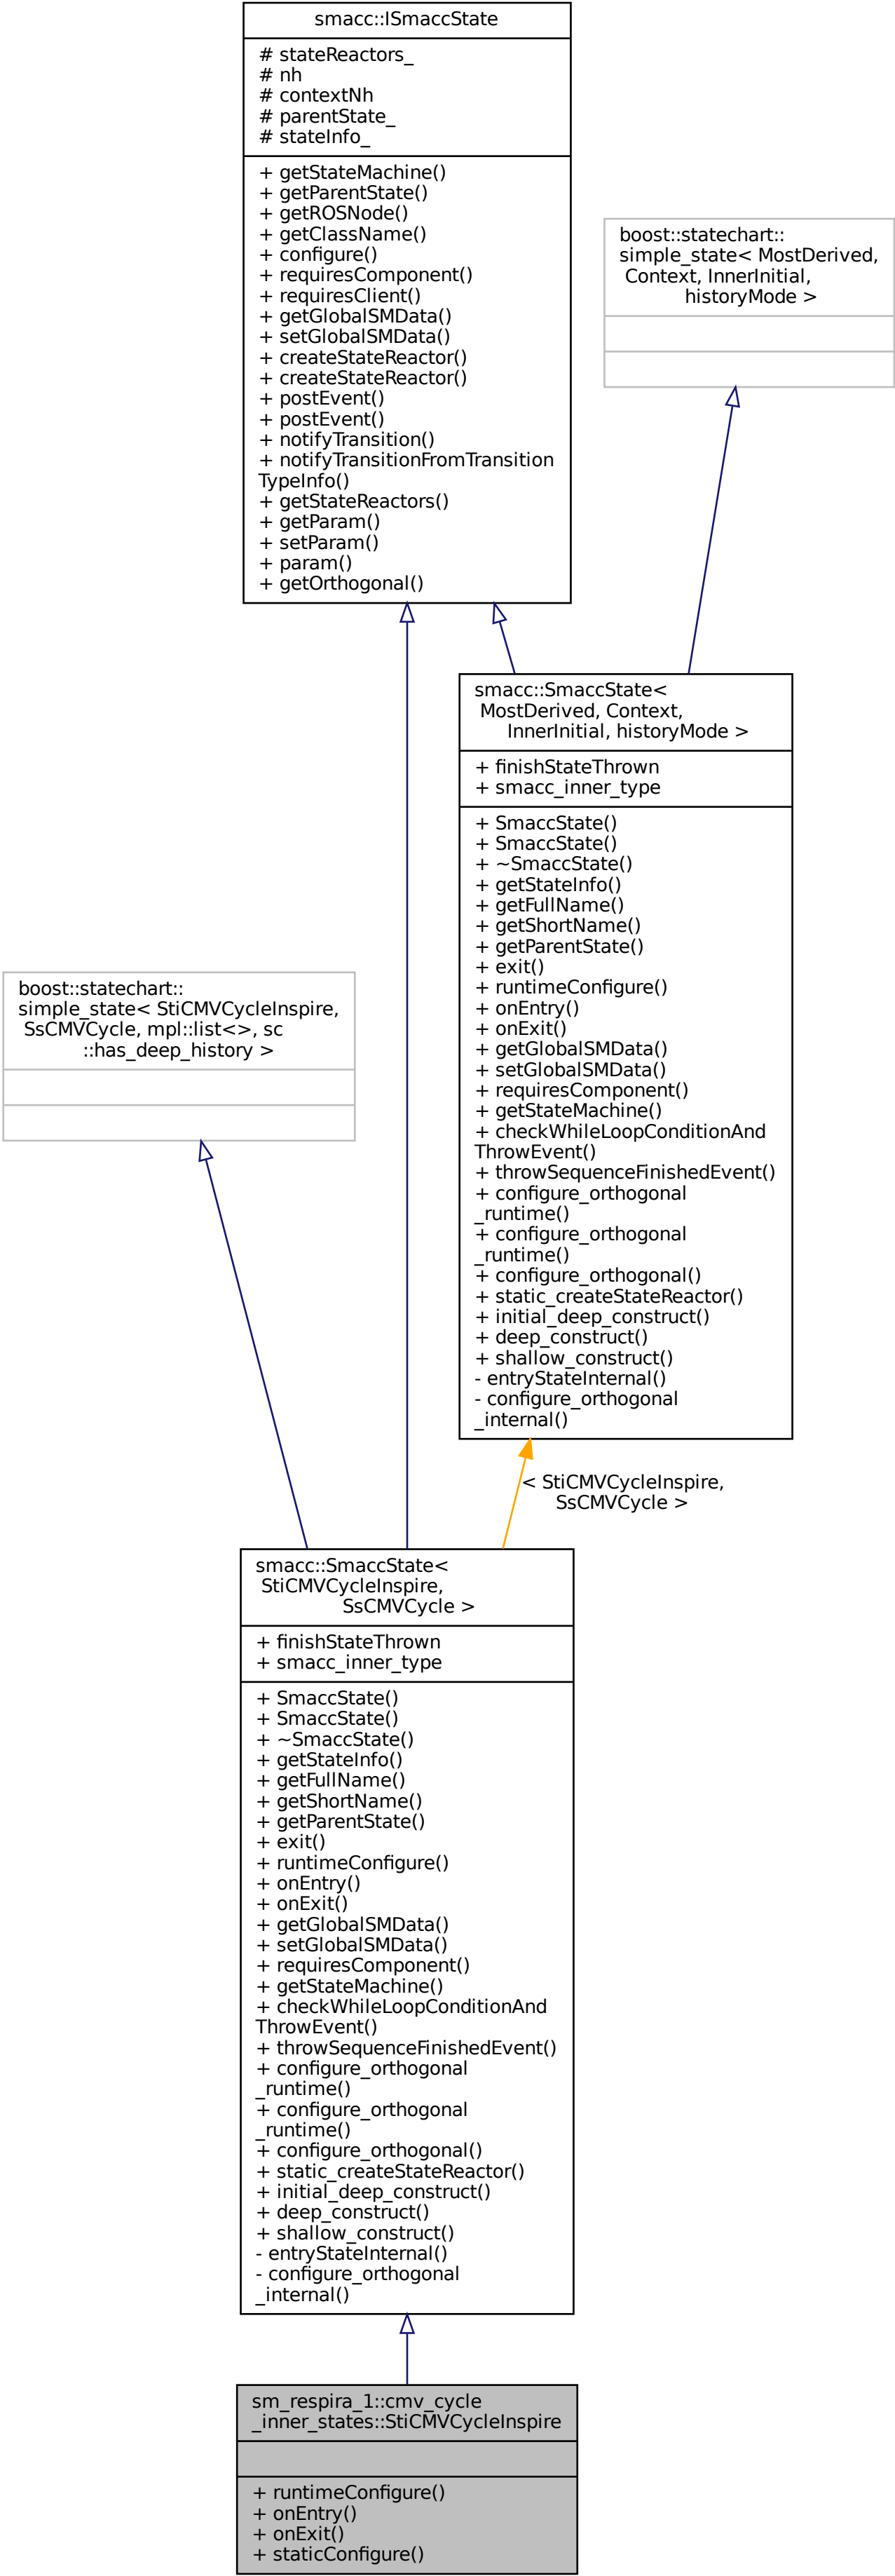 smacc::ISmaccState
# stateReactors_
# nh
# contextNh
# parentState_
# stateInfo_
+ getStateMachine()
+ getParentState()
+ getROSNode()
+ getClassName()
+ configure()
+ requiresComponent()
+ requiresClient()
+ getGlobalSMData()
+ setGlobalSMData()
+ createStateReactor()
+ createStateReactor()
+ postEvent()
+ postEvent()
+ notifyTransition()
+ notifyTransitionFromTransition
TypeInfo()
+ getStateReactors()
+ getParam()
+ setParam()
+ param()
+ getOrthogonal()
boost::statechart::
simple_state< MostDerived,
Context, InnerInitial,
historyMode >
smacc::SmaccState<
MostDerived, Context,
InnerInitial, historyMode >
+ finishStateThrown
+ smacc_inner_type
+ SmaccState()
+ SmaccState()
+ ~SmaccState()
+ getStateInfo()
+ getFullName()
+ getShortName()
+ getParentState()
+ exit()
+ runtimeConfigure()
+ onEntry()
+ onExit()
+ getGlobalSMData()
+ setGlobalSMData()
+ requiresComponent()
+ getStateMachine()
+ checkWhileLoopConditionAnd
ThrowEvent()
+ throwSequenceFinishedEvent()
+ configure_orthogonal
_runtime()
+ configure_orthogonal
_runtime()
+ configure_orthogonal()
+ static_createStateReactor()
+ initial_deep_construct()
+ deep_construct()
+ shallow_construct()
- entryStateInternal()
- configure_orthogonal
_internal()
boost::statechart::
simple_state< StiCMVCycleInspire,
SsCMVCycle, mpl::list<>, sc
::has_deep_history >
< StiCMVCycleInspire,
SsCMVCycle >
smacc::SmaccState<
StiCMVCycleInspire,
SsCMVCycle >
+ finishStateThrown
+ smacc_inner_type
+ SmaccState()
+ SmaccState()
+ ~SmaccState()
+ getStateInfo()
+ getFullName()
+ getShortName()
+ getParentState()
+ exit()
+ runtimeConfigure()
+ onEntry()
+ onExit()
+ getGlobalSMData()
+ setGlobalSMData()
+ requiresComponent()
+ getStateMachine()
+ checkWhileLoopConditionAnd
ThrowEvent()
+ throwSequenceFinishedEvent()
+ configure_orthogonal
_runtime()
+ configure_orthogonal
_runtime()
+ configure_orthogonal()
+ static_createStateReactor()
+ initial_deep_construct()
+ deep_construct()
+ shallow_construct()
- entryStateInternal()
- configure_orthogonal
_internal()
sm_respira_1::cmv_cycle
_inner_states::StiCMVCycleInspire
+ runtimeConfigure()
+ onEntry()
+ onExit()
+ staticConfigure()